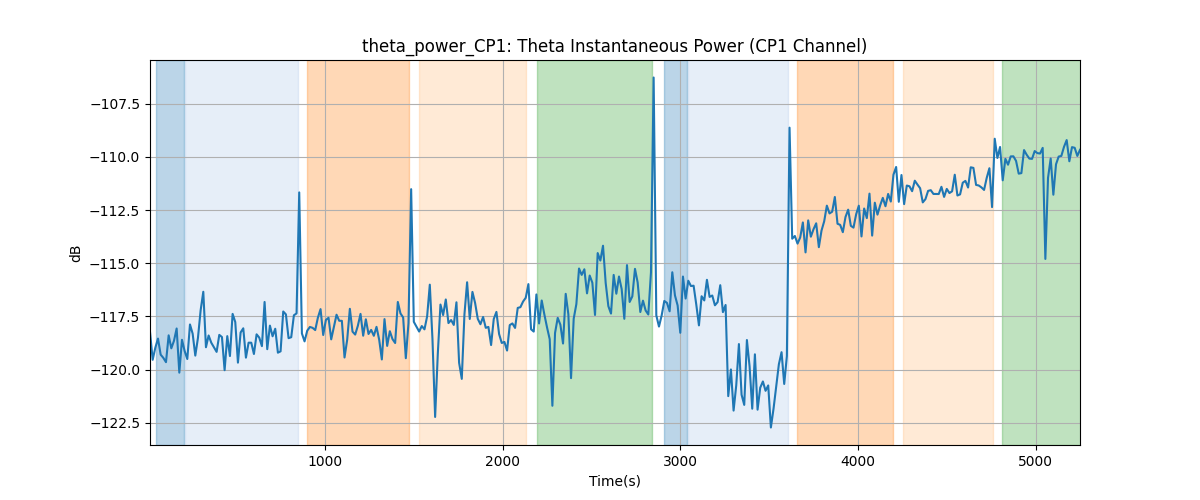 theta_power_CP1: Theta Instantaneous Power (CP1 Channel)
dB
−107.5
−110.0
−112.5
−115.0
−117.5
−120.0
−122.5
1000 2000 3000 4000 5000
Time(s)